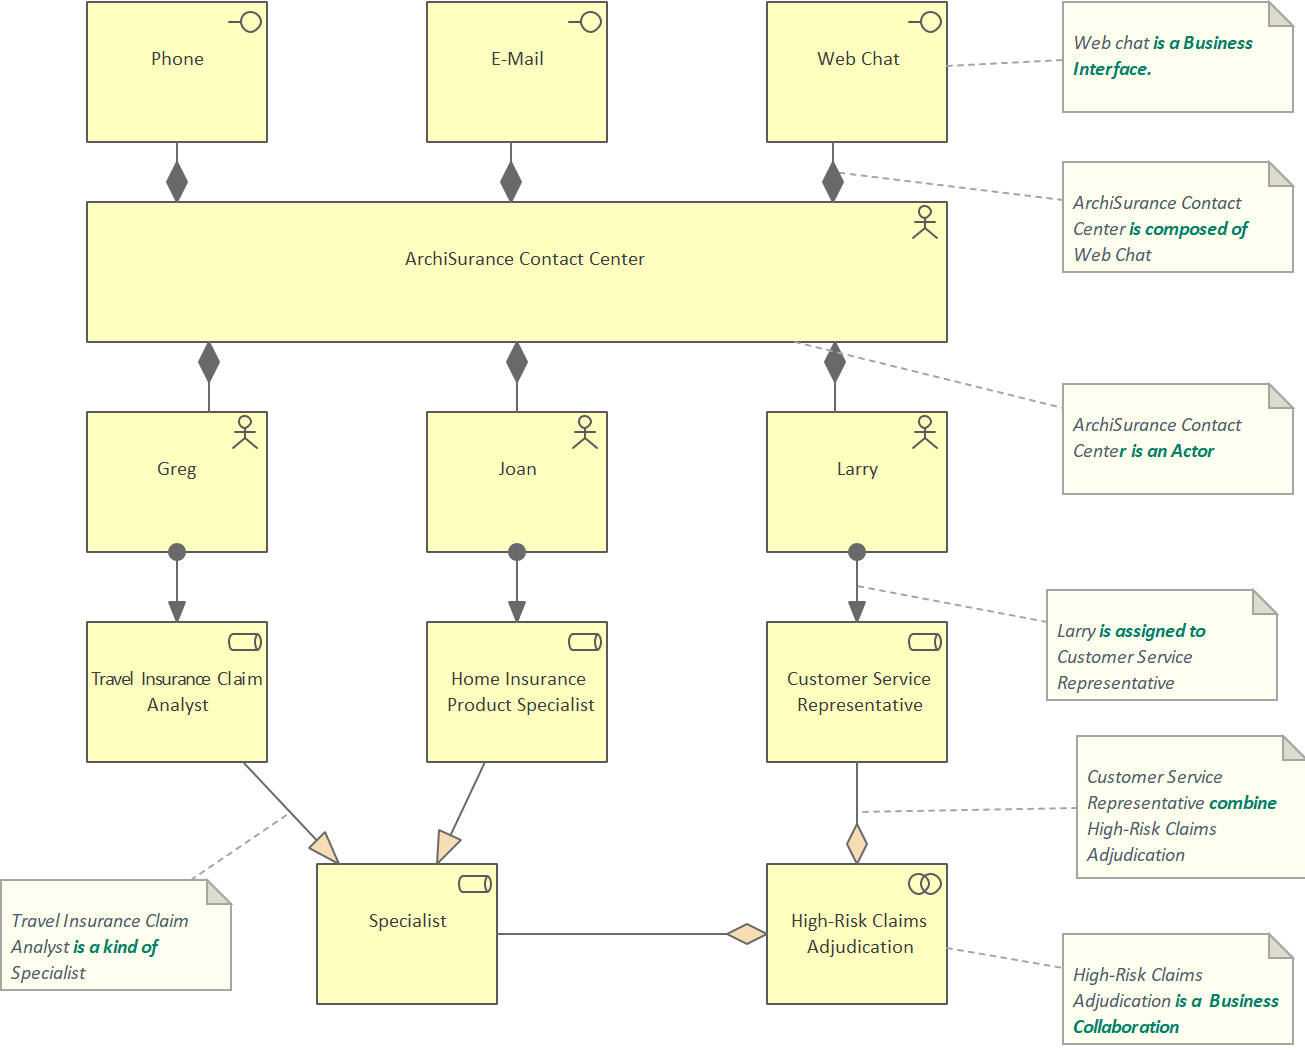 Phone
E-Mail
Web Chat
Web chat is a Business
Interface.
ArchiSurance Contact
Center is composed of
Web Chat
ArchiSurance Contact Center
ArchiSurance Contact
Center is an Actor
Greg
Joan
Larry
Larry is assigned to
Customer Service
Representative
Travel Insurance Claim
Analyst
Home Insurance
Product Specialist
Customer Service
Representative
Customer Service
Representative combine
High-Risk Claims
Adjudication
Travel Insurance Claim
Analyst is a kind of
Specialist
Specialist
High-Risk Claims
Adjudication
High-Risk Claims
Adjudication is a  Business
Collaboration